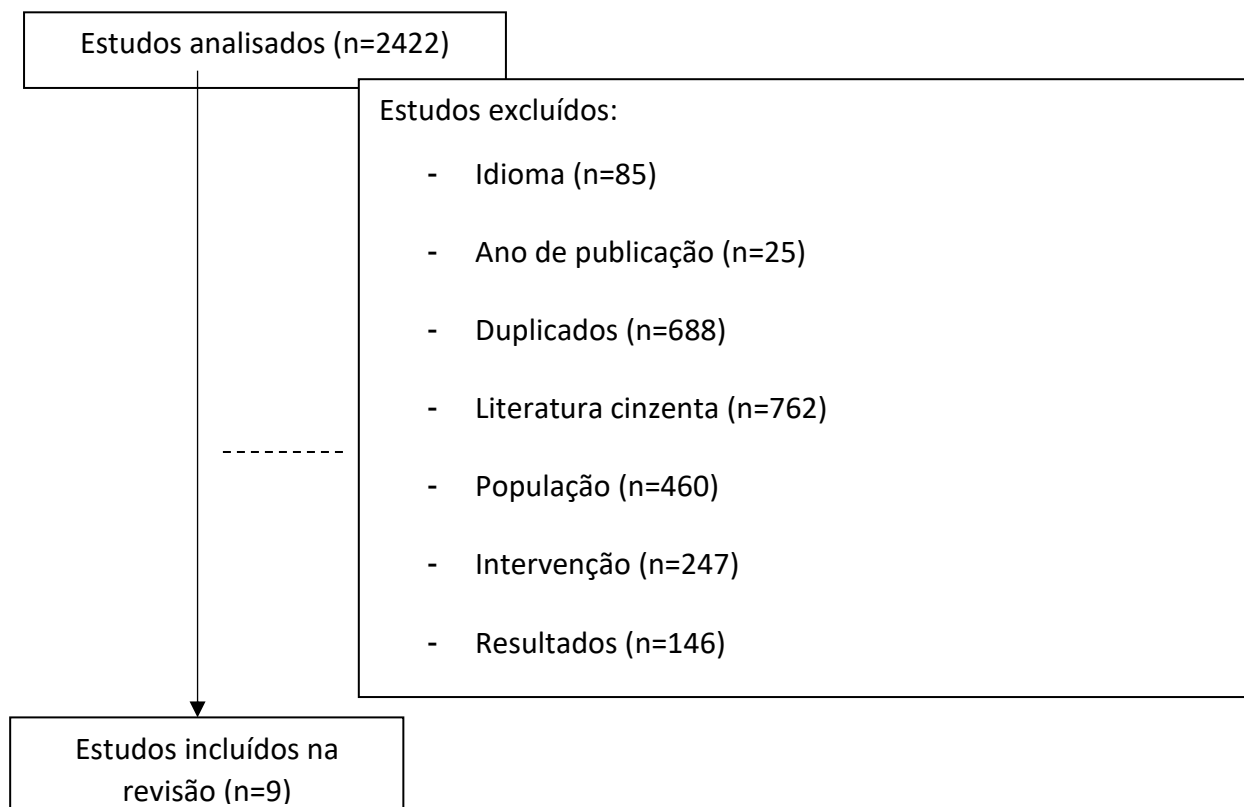 Estudos analisados (n=2422)
Estudos excluídos:
- Idioma (n=85)
- Ano de publicação (n=25)
- Duplicados (n=688)
- Literatura cinzenta (n=762)
- População (n=460)
- Intervenção (n=247)
- Resultados (n=146)
Estudos incluídos na
revisão (n=9)